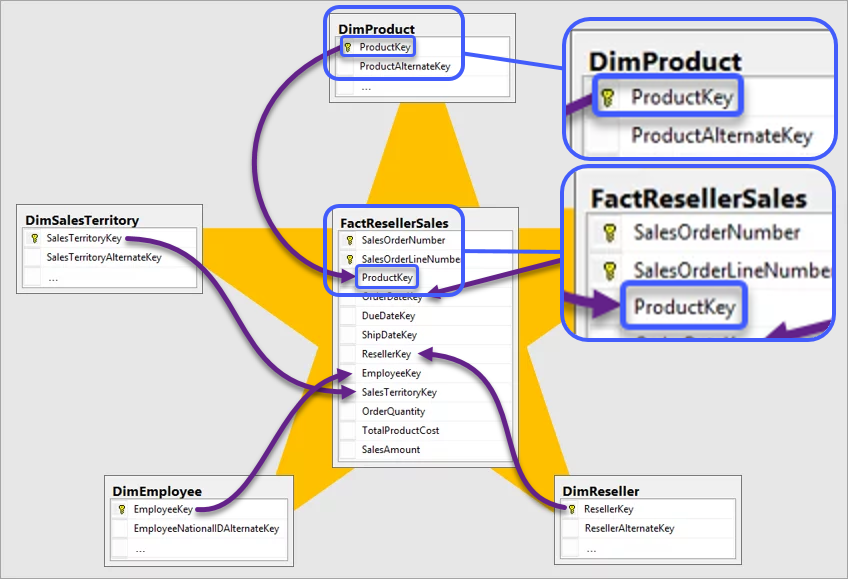 DimProduct
ProductKey
ProductAlternateKey
...
DimProduct
ProductKey
ProductAlternateKey
DimSalesTerritory
SalesTerritoryKey
SalesTerritoryAlternateKey
...
FactResellerSales
SalesOrderNumber
SalesOrderLineNumbe
ProductKey
OrderDateKey
DueDateKey
ShipDateKey
ResellerKey
EmployeeKey
SalesTerritoryKey
OrderQuantity
TotalProductCost
SalesAmount
FactResellerSales
SalesOrderNumber
SalesOrderLineNumbe
ProductKey
DimEmployee
EmployeeKey
EmployeeNationalIDAlternateKey
...
DimReseller
ResellerKey
ResellerAlternateKey
...